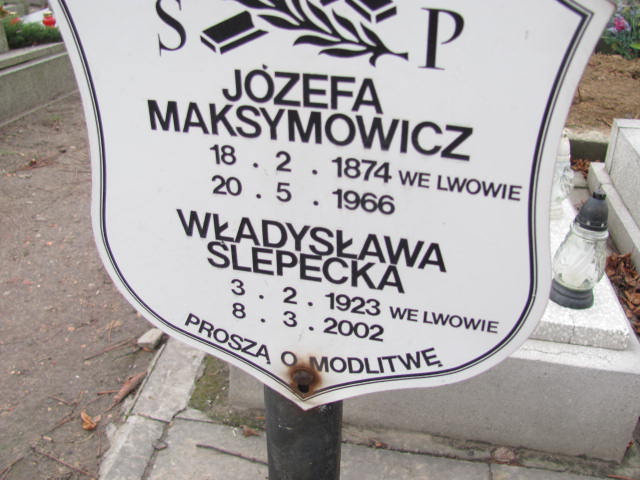 S P
JÓZEFA
MAKSYMOWICZ
18 . 2 . 1874 WE LWOWIE
20 . 5 . 1966
WŁADYSŁAWA
ŚLEPECKA
3 . 2 . 1923 WE LWOWIE
8 . 3 . 2002
PROSZĄ O MODLITWĘ